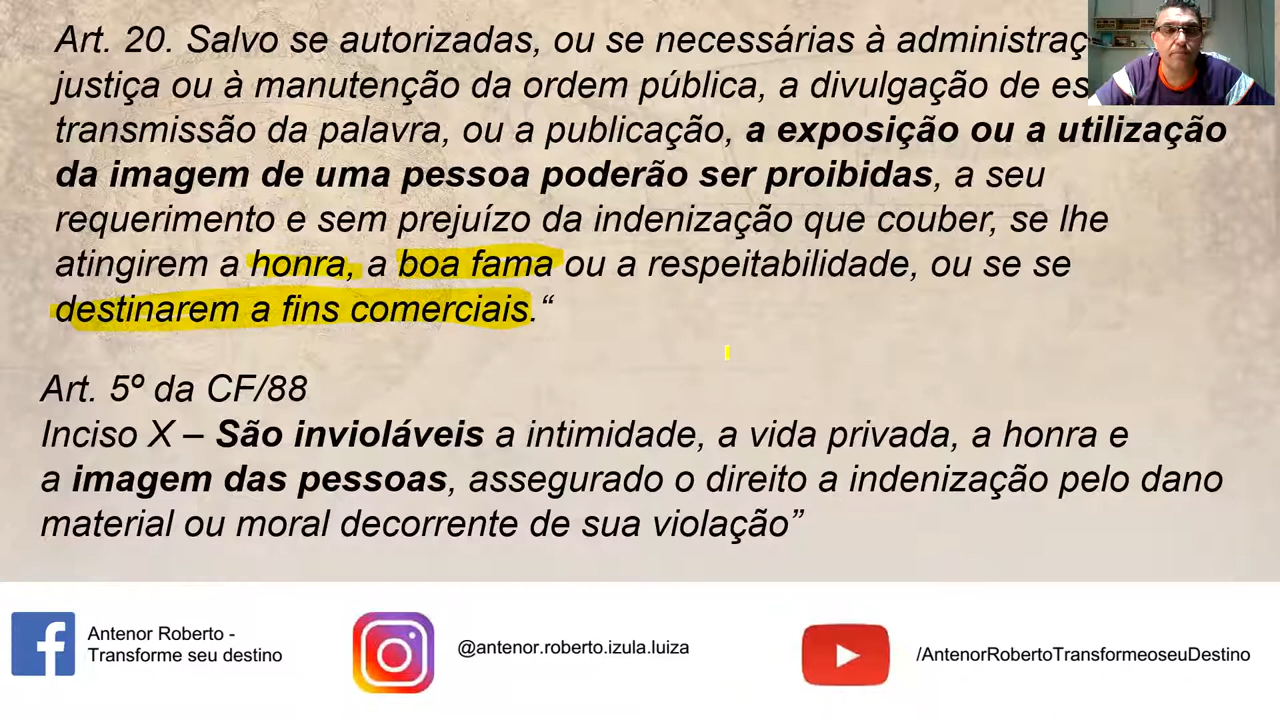 Art. 20. Salvo se autorizadas, ou se necessárias à
justiça ou à manutenção da ordem pública, a divulgação de
transmissão da palavra, ou a publicação, a exposição ou a utilização
da imagem de uma pessoa poderão ser proibidas, a seu
requerimento e sem prejuízo da indenização que couber, se lhe
atingirem a honra, a boa fama ou a respeitabilidade, ou se se
destinarem a fins comerciais.“
Art. 5º da CF/88
Inciso X – São invioláveis a intimidade, a vida privada, a honra e
a imagem das pessoas, assegurado o direito a indenização pelo dano
material ou moral decorrente de sua violação”
Antenor Roberto -
Transforme seu destino
@antenor.roberto.izula.luiza
/AntenorRobertoTransformeoseuDestino